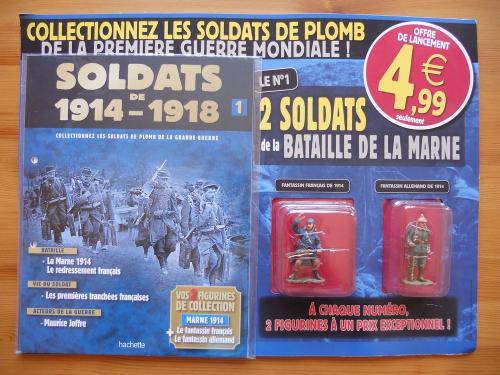 COLLECTIONNEZ LES SOLDATS DE PLOMB
DE LA PREMIÈRE GUERRE MONDIALE !
OFFRE
DE LANCEMENT
4€,99
seulement
SOLDATS
DE
1914-1918
1
COLLECTIONNEZ LES SOLDATS DE PLOMB DE LA GRANDE GUERRE
LE N°1
2 SOLDATS
de la BATAILLE DE LA MARNE
FANTASSIN FRANÇAIS DE 1914
FANTASSIN ALLEMAND DE 1914
BATAILLE
• La Marne 1914
Le redressement français
VIE DU SOLDAT
• Les premières tranchées françaises
ACTEURS DE LA GUERRE
• Maurice Joffre
hachette
VOS 2 FIGURINES
DE COLLECTION
MARNE 1914
Le fantassin français
+ Le fantassin allemand
À CHAQUE NUMÉRO,
2 FIGURINES À UN PRIX EXCEPTIONNEL !